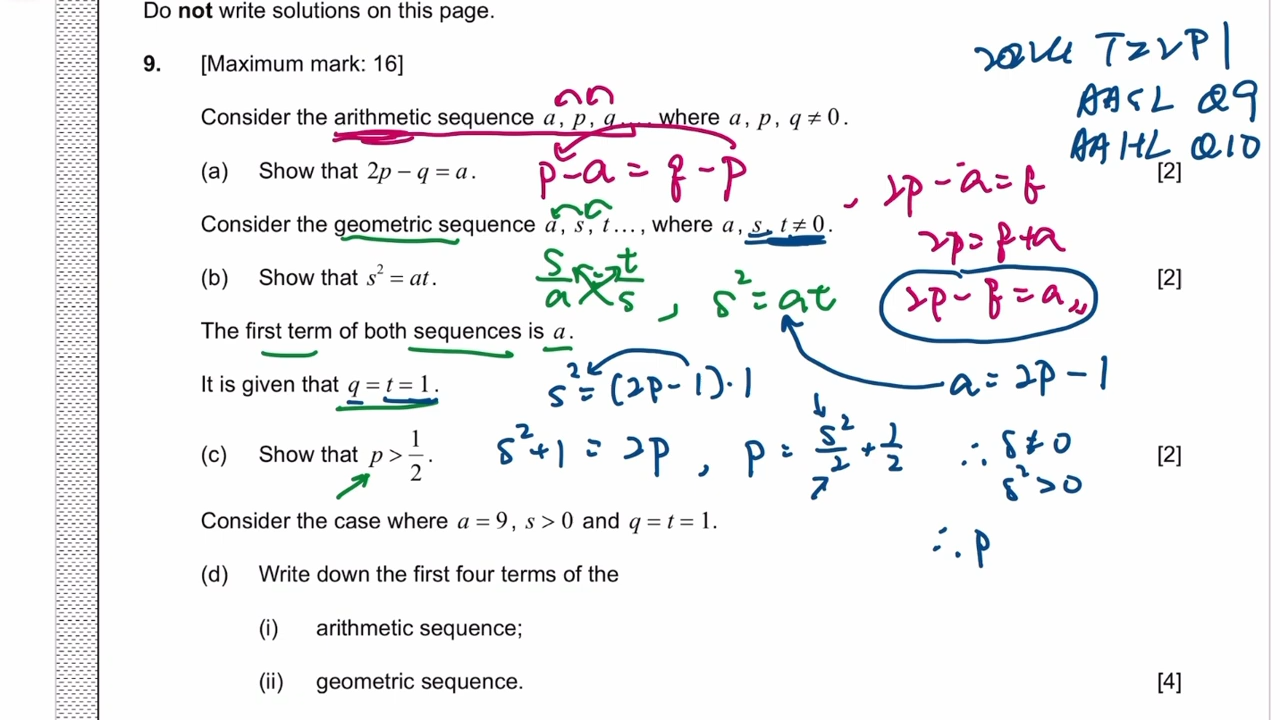 Do not write solutions on this page.
2024 TZ2 P1
9. [Maximum mark: 16]
AASL Q9
Consider the arithmetic sequence a, p, q..., where a, p, q ≠ 0.
AAHL Q10
(a) Show that 2p − q = a. [2]
p − a = q − p , 2p − a = q
2p = q + a
2p − q = a
Consider the geometric sequence a, s, t..., where a, s, t ≠ 0.
(b) Show that s² = at. [2]
s/a = t/s , s² = at
The first term of both sequences is a.
It is given that q = t = 1.
s² = (2p − 1)·1
a = 2p − 1
(c) Show that p > 1/2. [2]
s² + 1 = 2p , p = s²/2 + 1/2 ∴ s ≠ 0
s² > 0
Consider the case where a = 9, s > 0 and q = t = 1.
∴ p
(d) Write down the first four terms of the
(i) arithmetic sequence;
(ii) geometric sequence. [4]